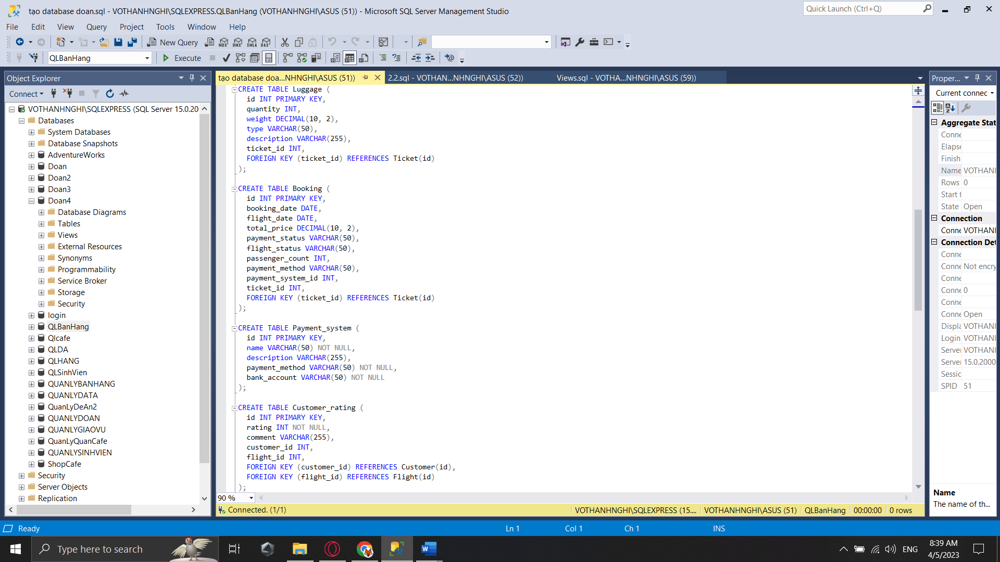 tạo database doan.sql - VOTHANHNGHI\SQLEXPRESS.QLBanHang (VOTHANHNGHI\ASUS (51)) - Microsoft SQL Server Management Studio
Quick Launch (Ctrl+Q)
File Edit View Query Project Tools Window Help
New Query
MDX DMX XMLA DAX
QLBanHang
Execute
Object Explorer
Connect
VOTHANHNGHI\SQLEXPRESS (SQL Server 15.0.20
Databases
System Databases
Database Snapshots
AdventureWorks
Doan
Doan2
Doan3
Doan4
Database Diagrams
Tables
Views
External Resources
Synonyms
Programmability
Service Broker
Storage
Security
login
QLBanHang
Qlcafe
QLDA
QLHANG
QLSinhVien
QUANLYBANHANG
QUANLYDATA
QuanLyDeAn2
QUANLYDOAN
QUANLYGIAOVU
QuanLyQuanCafe
QUANLYSINHVIEN
ShopCafe
Security
Server Objects
Replication
tạo database doa...NHNGHI\ASUS (51))
2.2.sql - VOTHAN...NHNGHI\ASUS (52))
Views.sql - VOTHA...NHNGHI\ASUS (59))
CREATE TABLE Luggage (
id INT PRIMARY KEY,
quantity INT,
weight DECIMAL(10, 2),
type VARCHAR(50),
description VARCHAR(255),
ticket_id INT,
FOREIGN KEY (ticket_id) REFERENCES Ticket(id)
);
CREATE TABLE Booking (
id INT PRIMARY KEY,
booking_date DATE,
flight_date DATE,
total_price DECIMAL(10, 2),
payment_status VARCHAR(50),
flight_status VARCHAR(50),
passenger_count INT,
payment_method VARCHAR(50),
payment_system_id INT,
ticket_id INT,
FOREIGN KEY (ticket_id) REFERENCES Ticket(id)
);
CREATE TABLE Payment_system (
id INT PRIMARY KEY,
name VARCHAR(50) NOT NULL,
description VARCHAR(255),
payment_method VARCHAR(50) NOT NULL,
bank_account VARCHAR(50) NOT NULL
);
CREATE TABLE Customer_rating (
id INT PRIMARY KEY,
rating INT NOT NULL,
comment VARCHAR(255),
customer_id INT,
flight_id INT,
FOREIGN KEY (customer_id) REFERENCES Customer(id),
FOREIGN KEY (flight_id) REFERENCES Flight(id)
);
90 %
Connected. (1/1)
VOTHANHNGHI\SQLEXPRESS (15.... VOTHANHNGHI\ASUS (51) QLBanHang 00:00:00 0 rows
Proper...
Current connec
Aggregate Stat
Conne
Elapse
Finish
Name VOTHANH
Rows 0
Start t
State Open
Connection
Conne VOTHANH
Connection Det
Conne
Conne Not encry
Conne
Conne 0
Conne
Conne Open
Displa VOTHANH
Login VOTHANH
Server VOTHANH
Server 15.0.2000
Sessio
SPID 51
Name
The name of th...
Ready
Ln 1 Col 1 Ch 1 INS
Type here to search
ENG
8:39 AM
4/5/2023